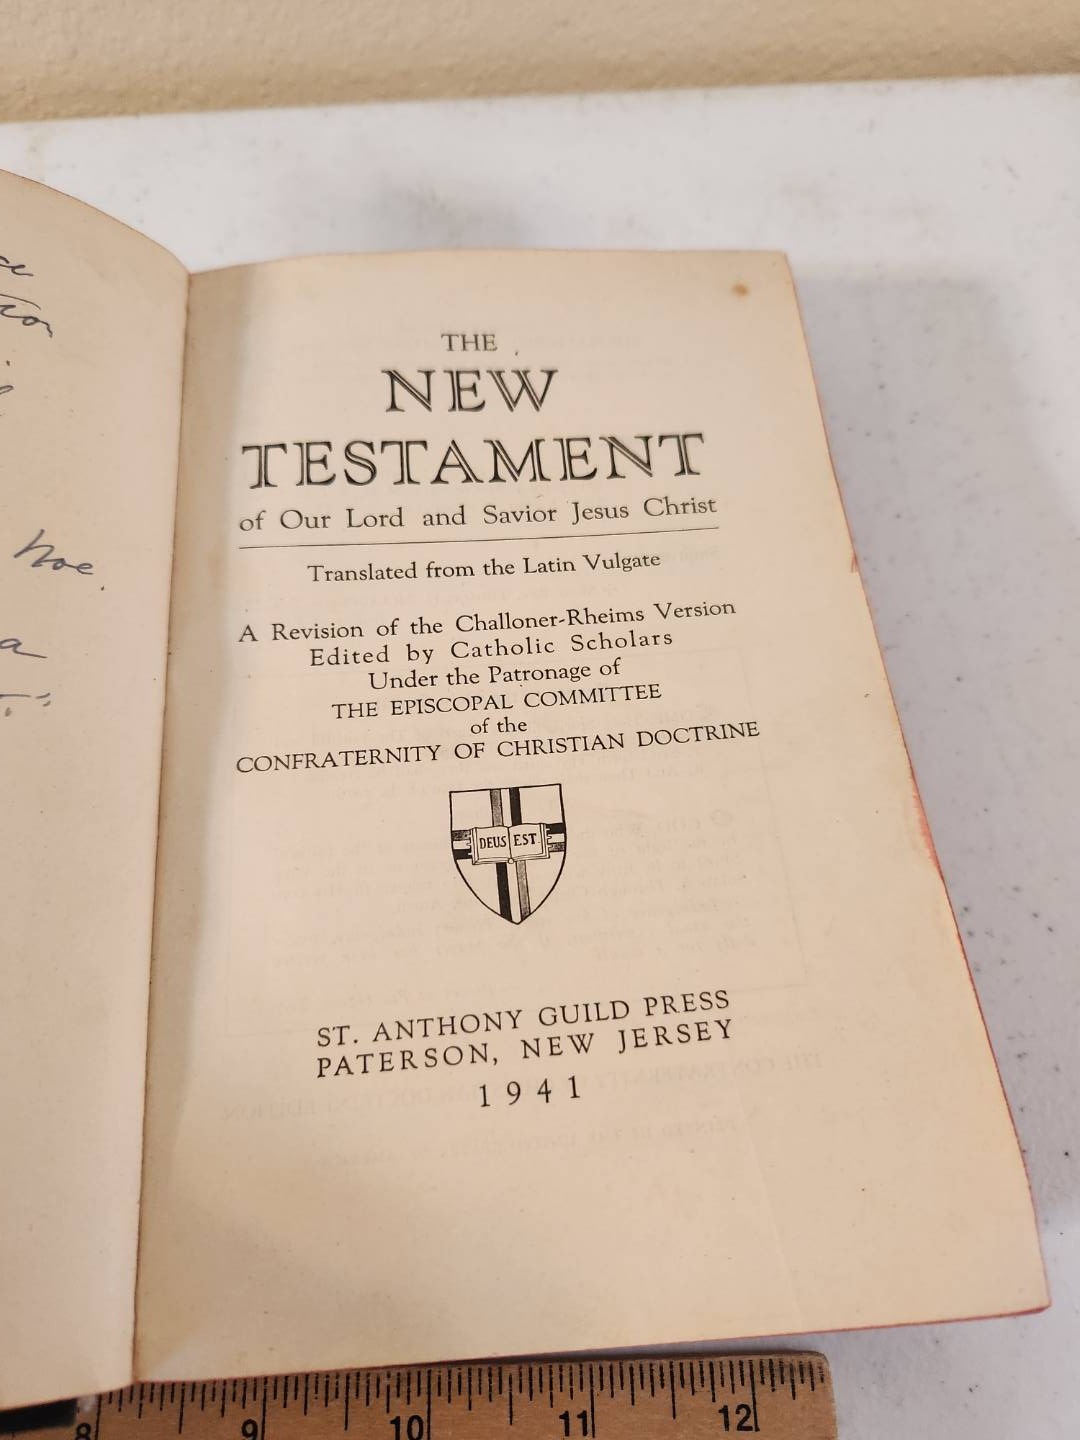 Noe.
a
THE
NEW
TESTAMENT
of Our Lord and Savior Jesus Christ
Translated from the Latin Vulgate
A Revision of the Challoner-Rheims Version
Edited by Catholic Scholars
Under the Patronage of
THE EPISCOPAL COMMITTEE
of the
CONFRATERNITY OF CHRISTIAN DOCTRINE
DEUS EST
ST. ANTHONY GUILD PRESS
PATERSON, NEW JERSEY
1941
8 9 10 11 12